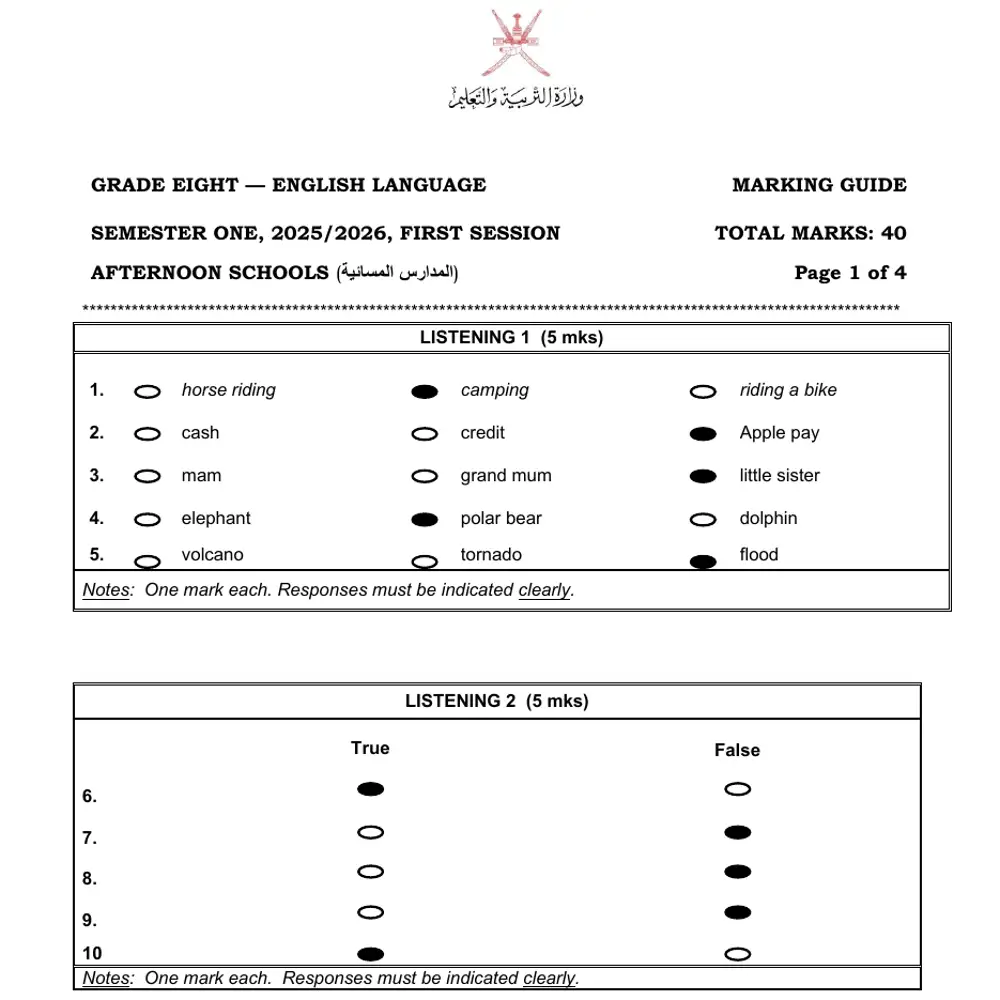 وزارة التربية والتعليم
GRADE EIGHT — ENGLISH LANGUAGE MARKING GUIDE
SEMESTER ONE, 2025/2026, FIRST SESSION TOTAL MARKS: 40
AFTERNOON SCHOOLS (المدارس المسائية) Page 1 of 4
************************************************************************************************************************
LISTENING 1 (5 mks)
1. horse riding camping riding a bike
2. cash credit Apple pay
3. mam grand mum little sister
4. elephant polar bear dolphin
5. volcano tornado flood
Notes: One mark each. Responses must be indicated clearly.
LISTENING 2 (5 mks)
True False
6.
7.
8.
9.
10
Notes: One mark each. Responses must be indicated clearly.